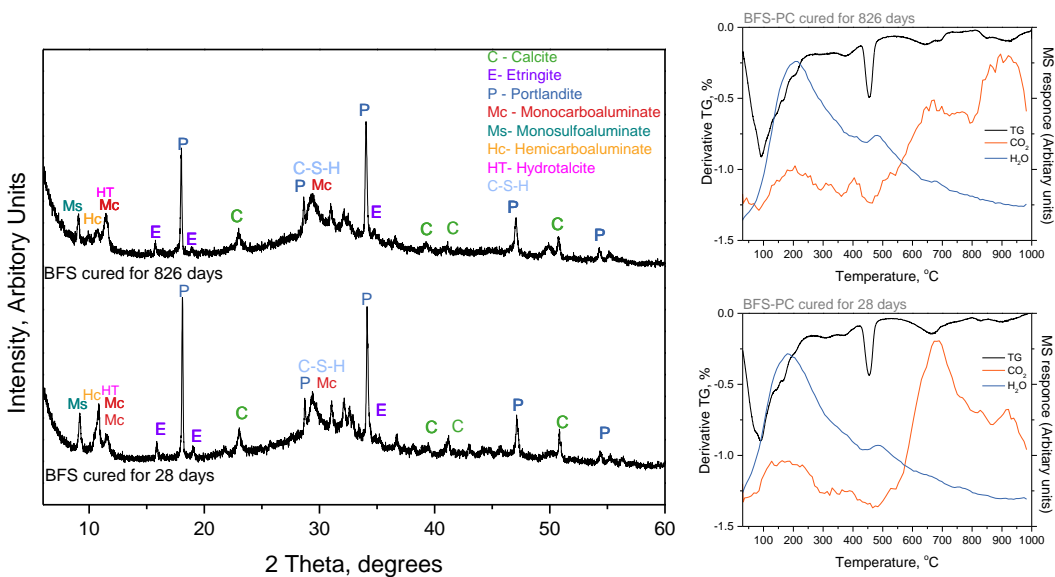 C - Calcite
E- Etringite
P - Portlandite
Mc - Monocarboaluminate
Ms- Monosulfoaluminate
Hc- Hemicarboaluminate
HT- Hydrotalcite
C-S-H
P
P
C-S-H
P
Mc
HT
Ms
Hc
Mc
E
E
C
E
C
C
P
C
P
BFS cured for 826 days
P
P
C-S-H
P
Mc
HT
Hc
Ms
Mc
Mc
E
E
C
E
C
C
P
C
P
BFS cured for 28 days
Intensity, Arbitory Units
10
20
30
40
50
60
2 Theta, degrees
BFS-PC cured for 826 days
0.0
-0.5
-1.0
-1.5
Derivative TG, %
TG
CO2
H2O
MS responce (Arbitary units)
100
200
300
400
500
600
700
800
900
1000
Temperature, °C
BFS-PC cured for 28 days
0.0
-0.5
-1.0
-1.5
Derivative TG, %
TG
CO2
H2O
MS responce (Arbitary units)
100
200
300
400
500
600
700
800
900
1000
Temperature, °C